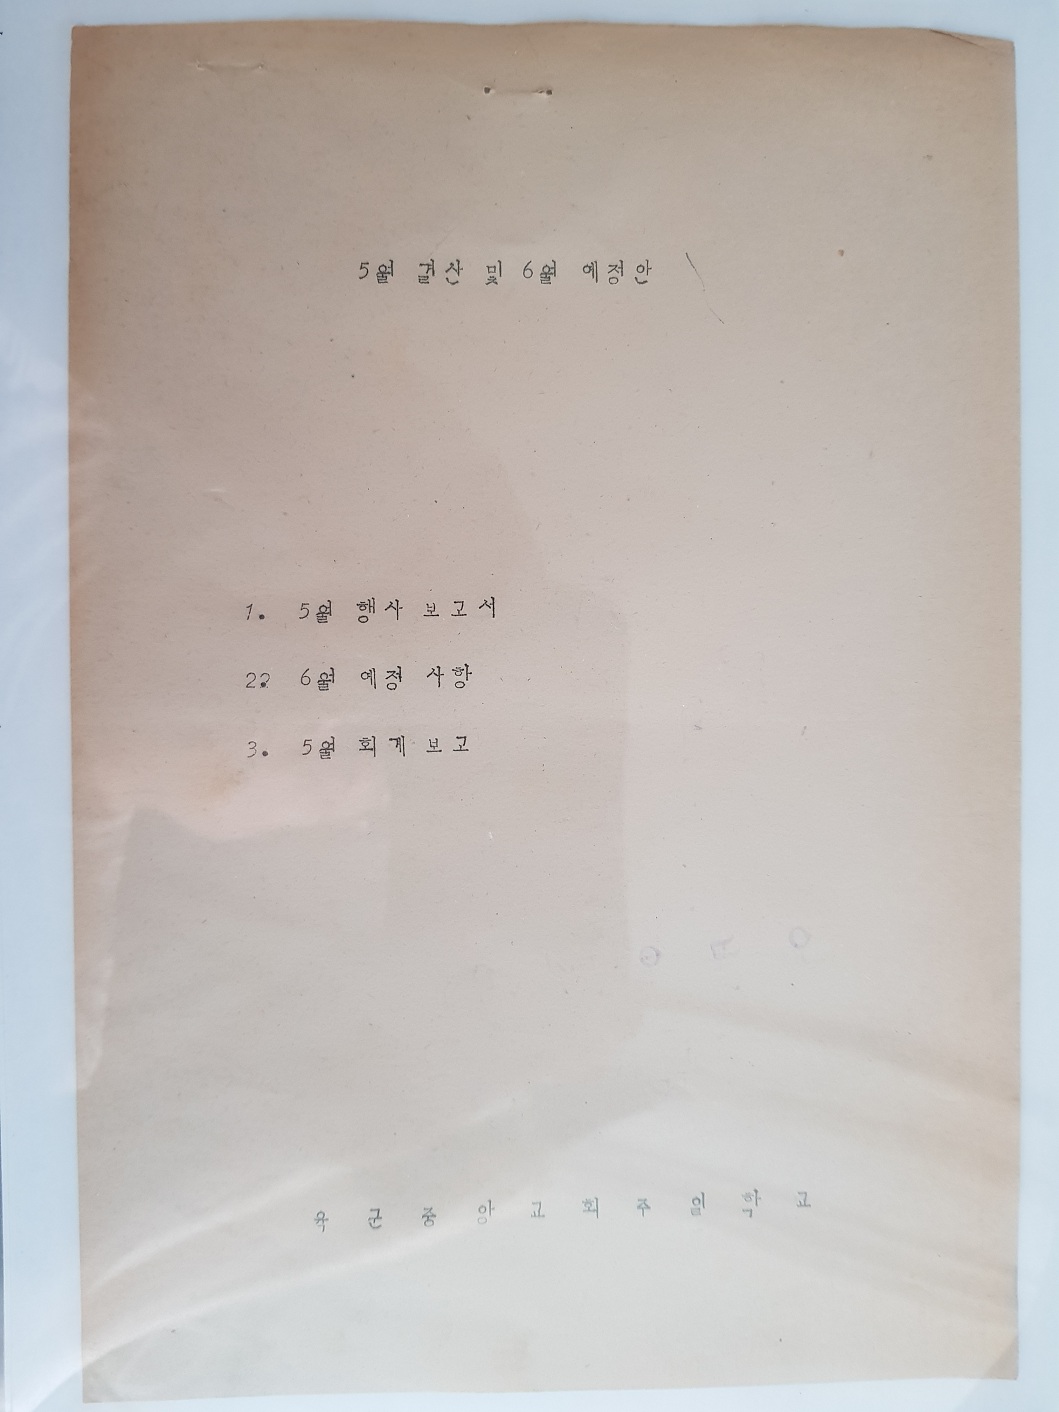 5월 결산 및 6월 예정안
1. 5월 행사 보고서
22. 6월 예정 사항
3. 5월 회계 보고
육군중앙교회주일학교